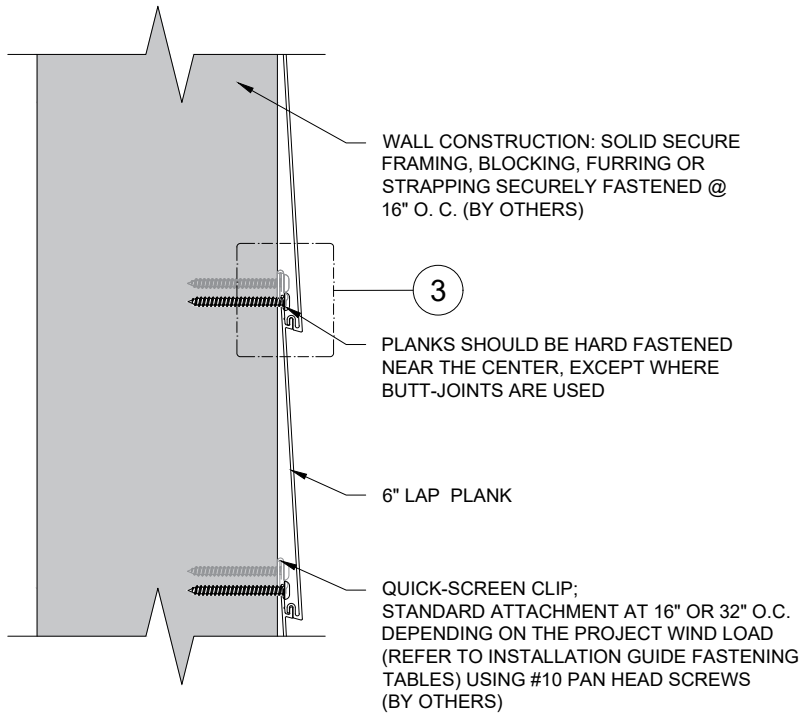 WALL CONSTRUCTION: SOLID SECURE
FRAMING, BLOCKING, FURRING OR
STRAPPING SECURELY FASTENED @
16" O. C. (BY OTHERS)
3
PLANKS SHOULD BE HARD FASTENED
NEAR THE CENTER, EXCEPT WHERE
BUTT-JOINTS ARE USED
6" LAP PLANK
QUICK-SCREEN CLIP;
STANDARD ATTACHMENT AT 16" OR 32" O.C.
DEPENDING ON THE PROJECT WIND LOAD
(REFER TO INSTALLATION GUIDE FASTENING
TABLES) USING #10 PAN HEAD SCREWS
(BY OTHERS)